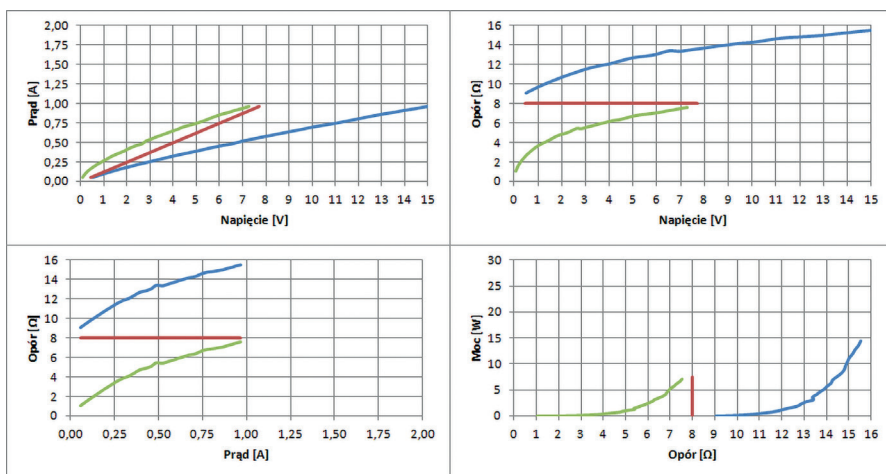 Prąd [A]
2,00
1,75
1,50
1,25
1,00
0,75
0,50
0,25
0,00
0 1 2 3 4 5 6 7 8 9 10 11 12 13 14 15
Napięcie [V]
Opór [Ω]
16
14
12
10
8
6
4
2
0
0 1 2 3 4 5 6 7 8 9 10 11 12 13 14 15
Napięcie [V]
Opór [Ω]
16
14
12
10
8
6
4
2
0
0,00 0,25 0,50 0,75 1,00 1,25 1,50 1,75 2,00
Prąd [A]
Moc [W]
30
25
20
15
10
5
0
0 1 2 3 4 5 6 7 8 9 10 11 12 13 14 15 16
Opór [Ω]